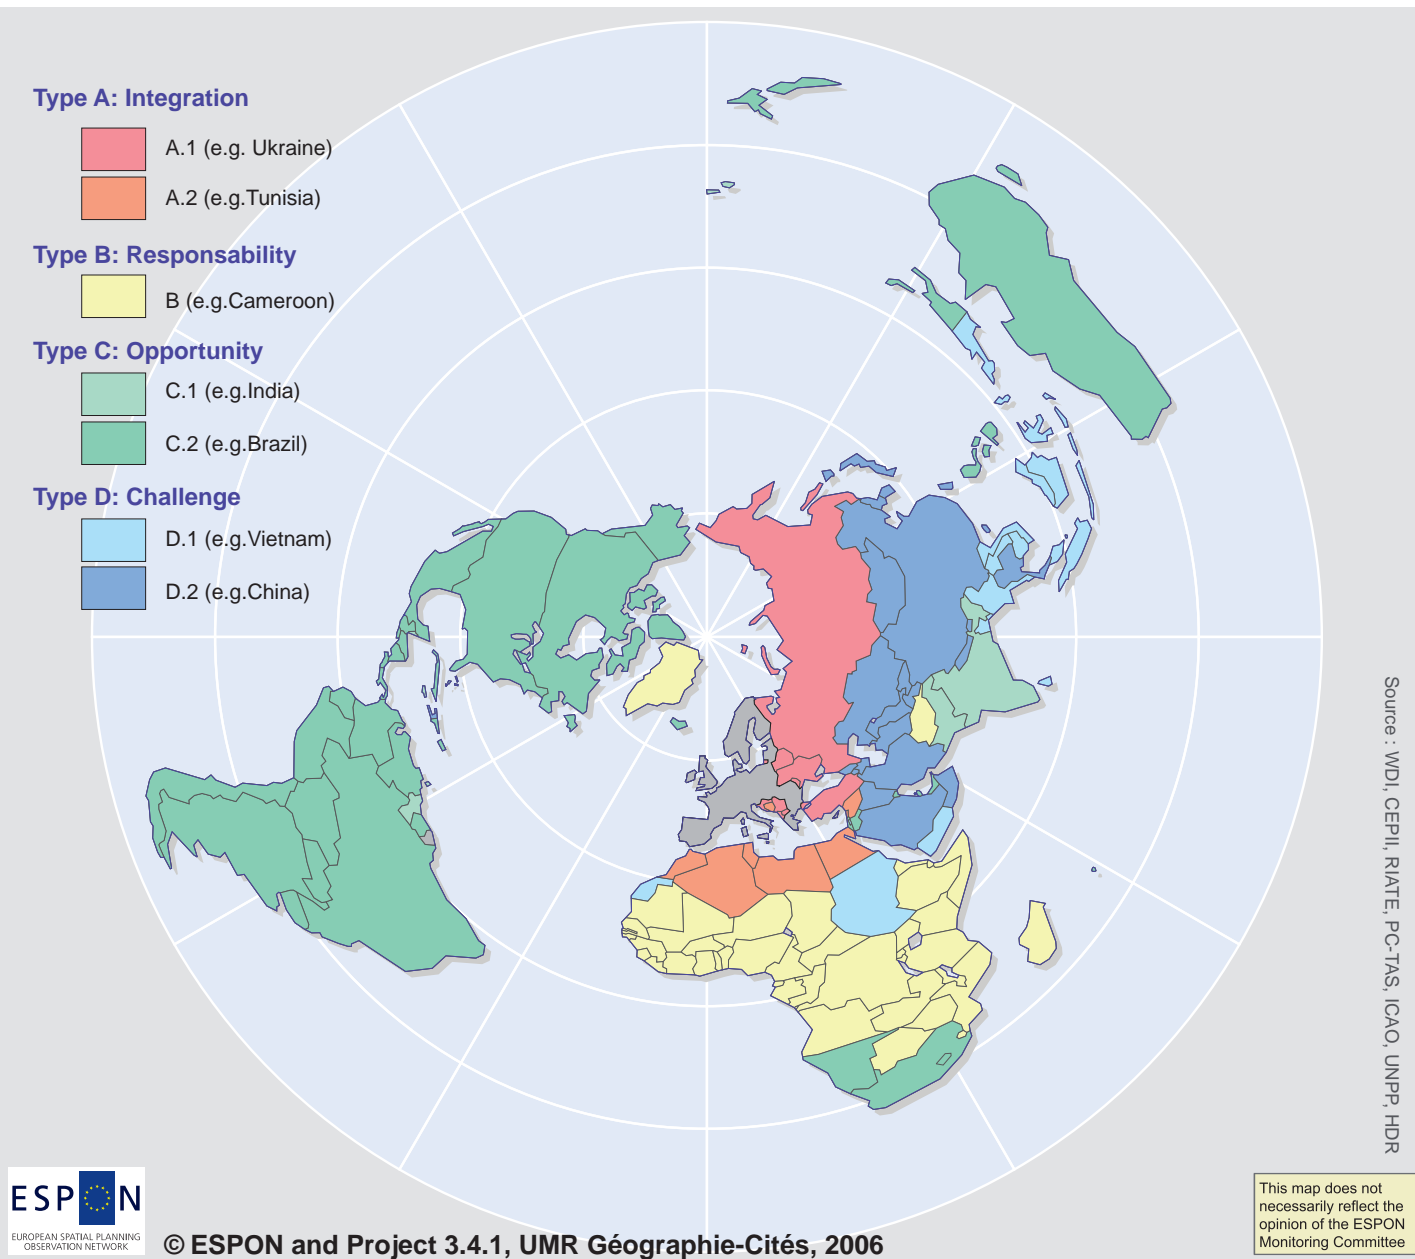 Type A: Integration
A.1 (e.g. Ukraine)
A.2 (e.g.Tunisia)
Type B: Responsability
B (e.g.Cameroon)
Type C: Opportunity
C.1 (e.g.India)
C.2 (e.g.Brazil)
Type D: Challenge
D.1 (e.g.Vietnam)
D.2 (e.g.China)
Source : WDI, CEPII, RIATE, PC-TAS, ICAO, UNPP, HDR
ESPON
EUROPEAN SPATIAL PLANNING
OBSERVATION NETWORK
© ESPON and Project 3.4.1, UMR Géographie-Cités, 2006
This map does not
necessarily reflect the
opinion of the ESPON
Monitoring Committee